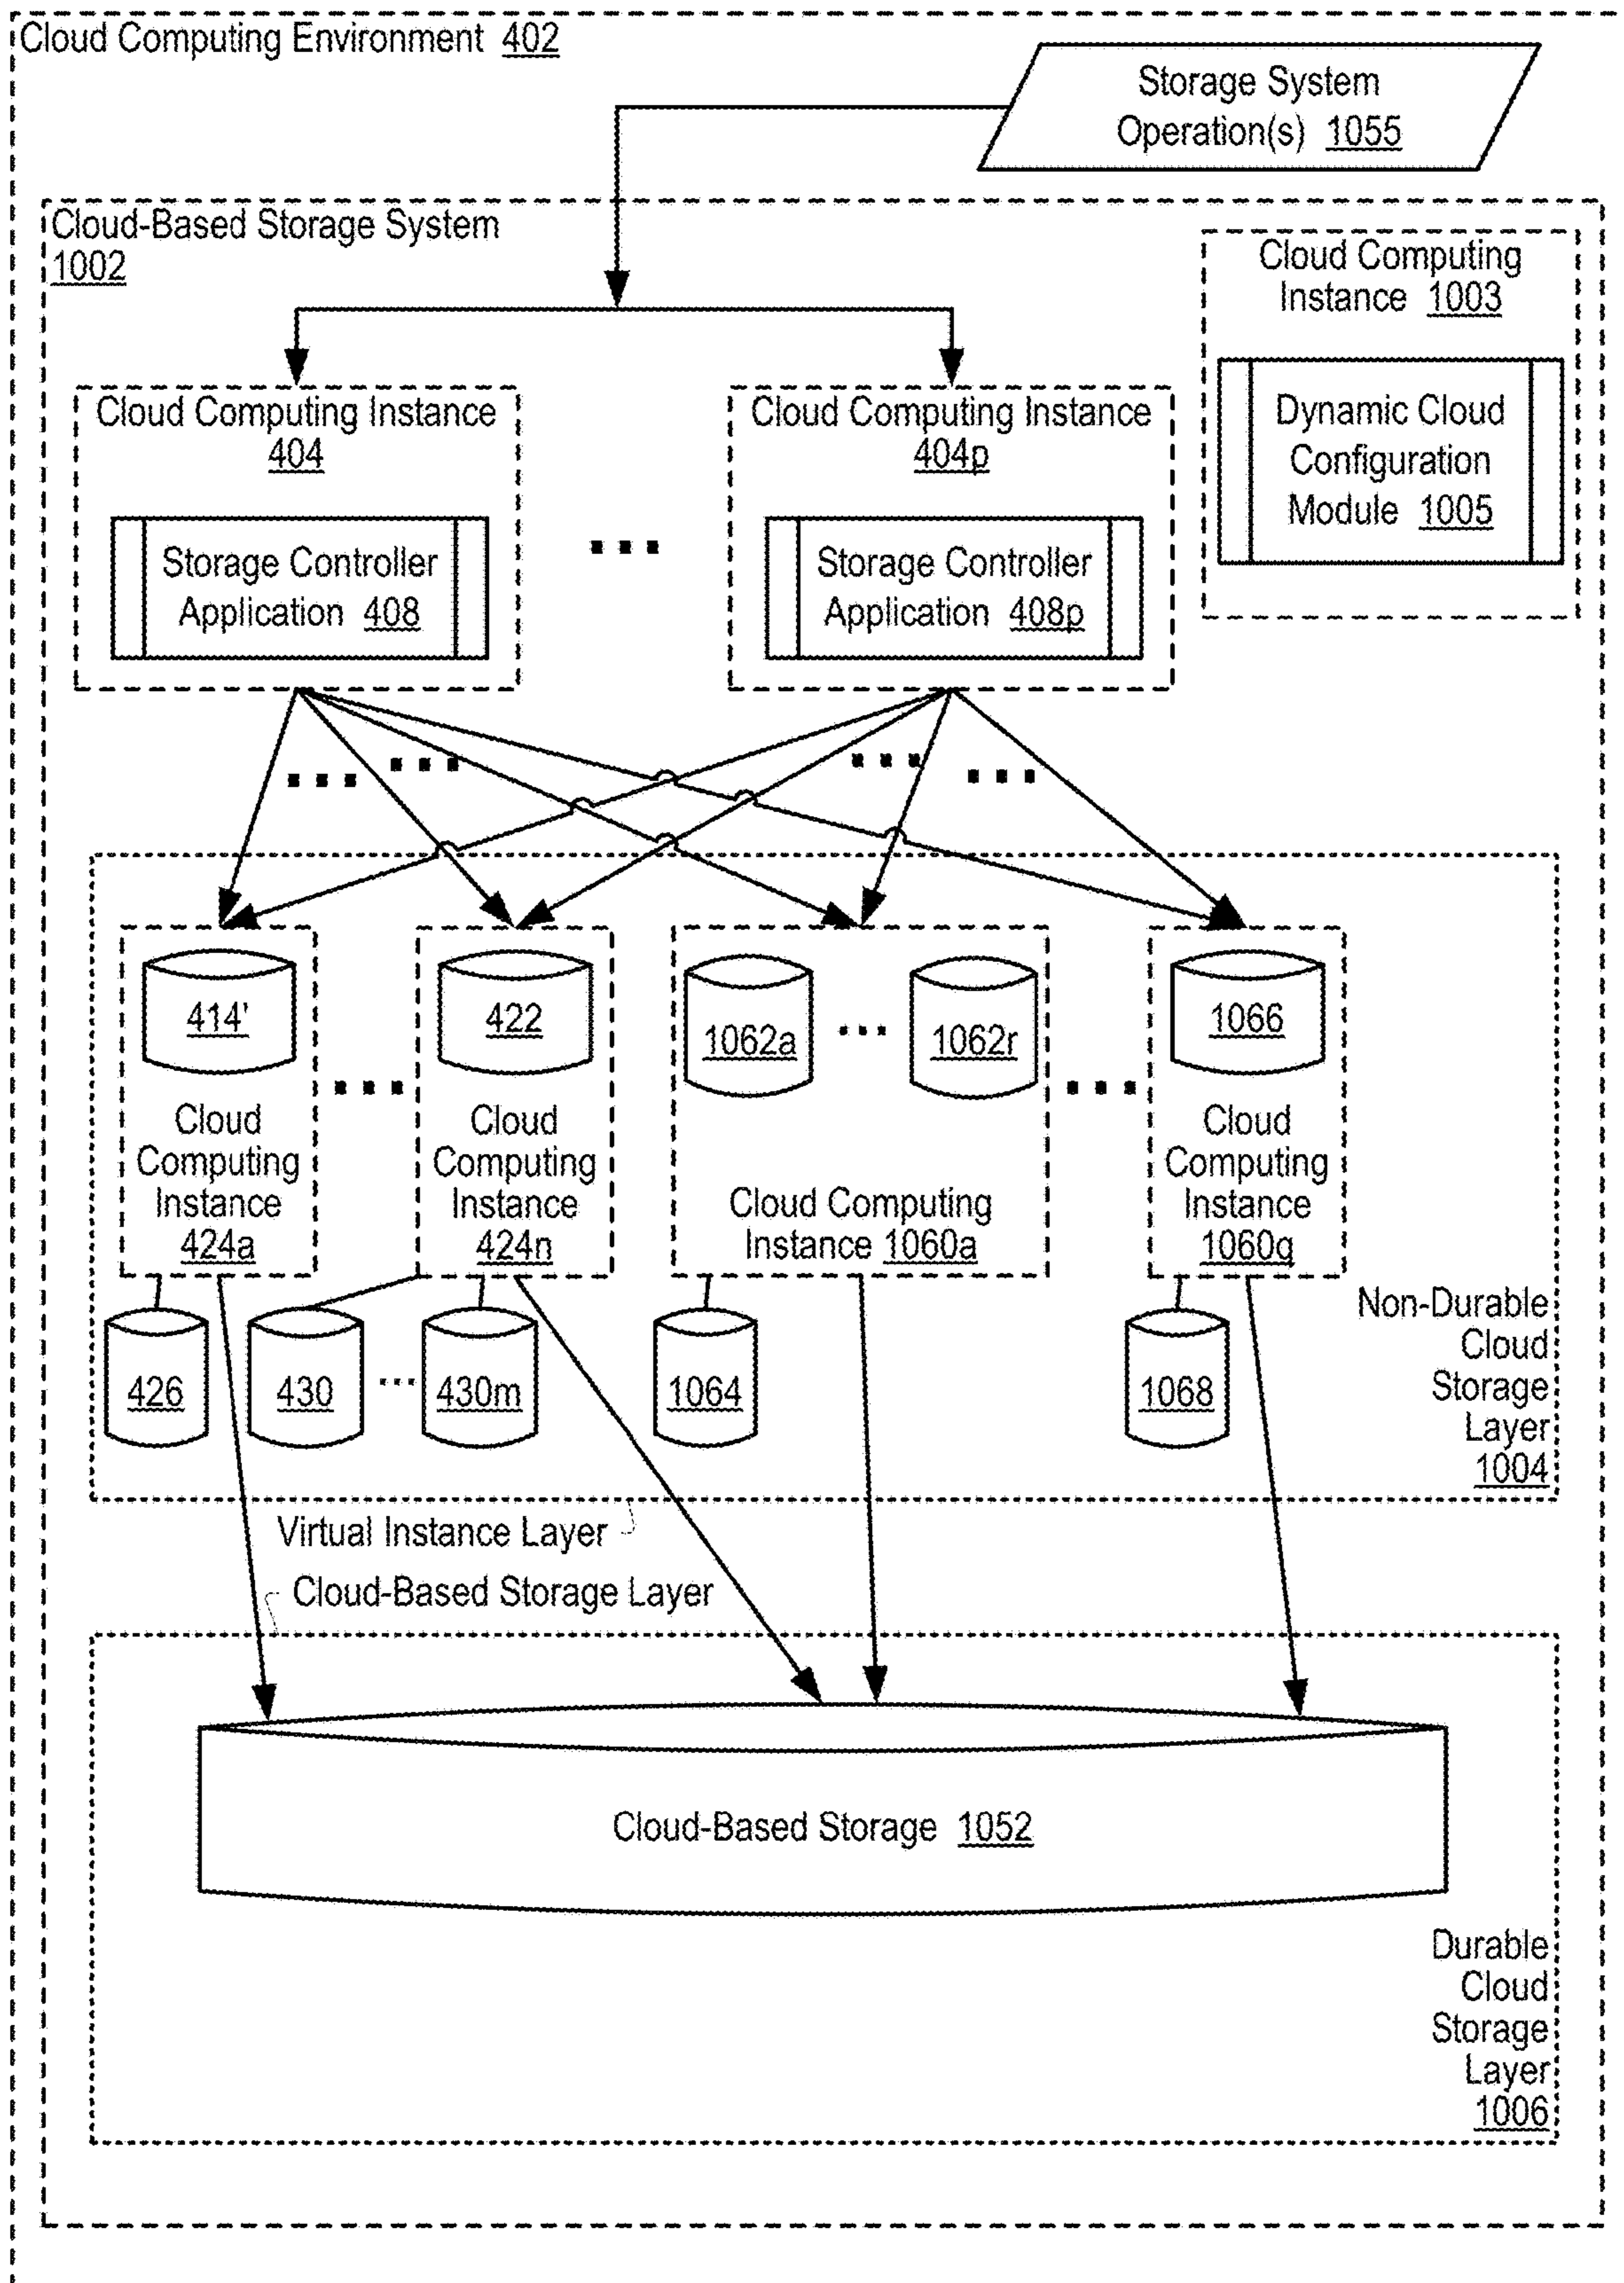 Cloud Computing Environment 402
Storage System
Operation(s) 1055
Cloud-Based Storage System
1002
Cloud Computing
Instance 1003
Dynamic Cloud
Configuration
Module 1005
Cloud Computing Instance
404
Storage Controller
Application 408
Cloud Computing Instance
404p
Storage Controller
Application 408p
414'
Cloud
Computing
Instance
424a
422
Cloud
Computing
Instance
424n
1062a
1062r
Cloud Computing
Instance 1060a
1066
Cloud
Computing
Instance
1060q
426
430
430m
1064
1068
Non-Durable
Cloud
Storage
Layer
1004
Virtual Instance Layer
Cloud-Based Storage Layer
Cloud-Based Storage 1052
Durable
Cloud
Storage
Layer
1006